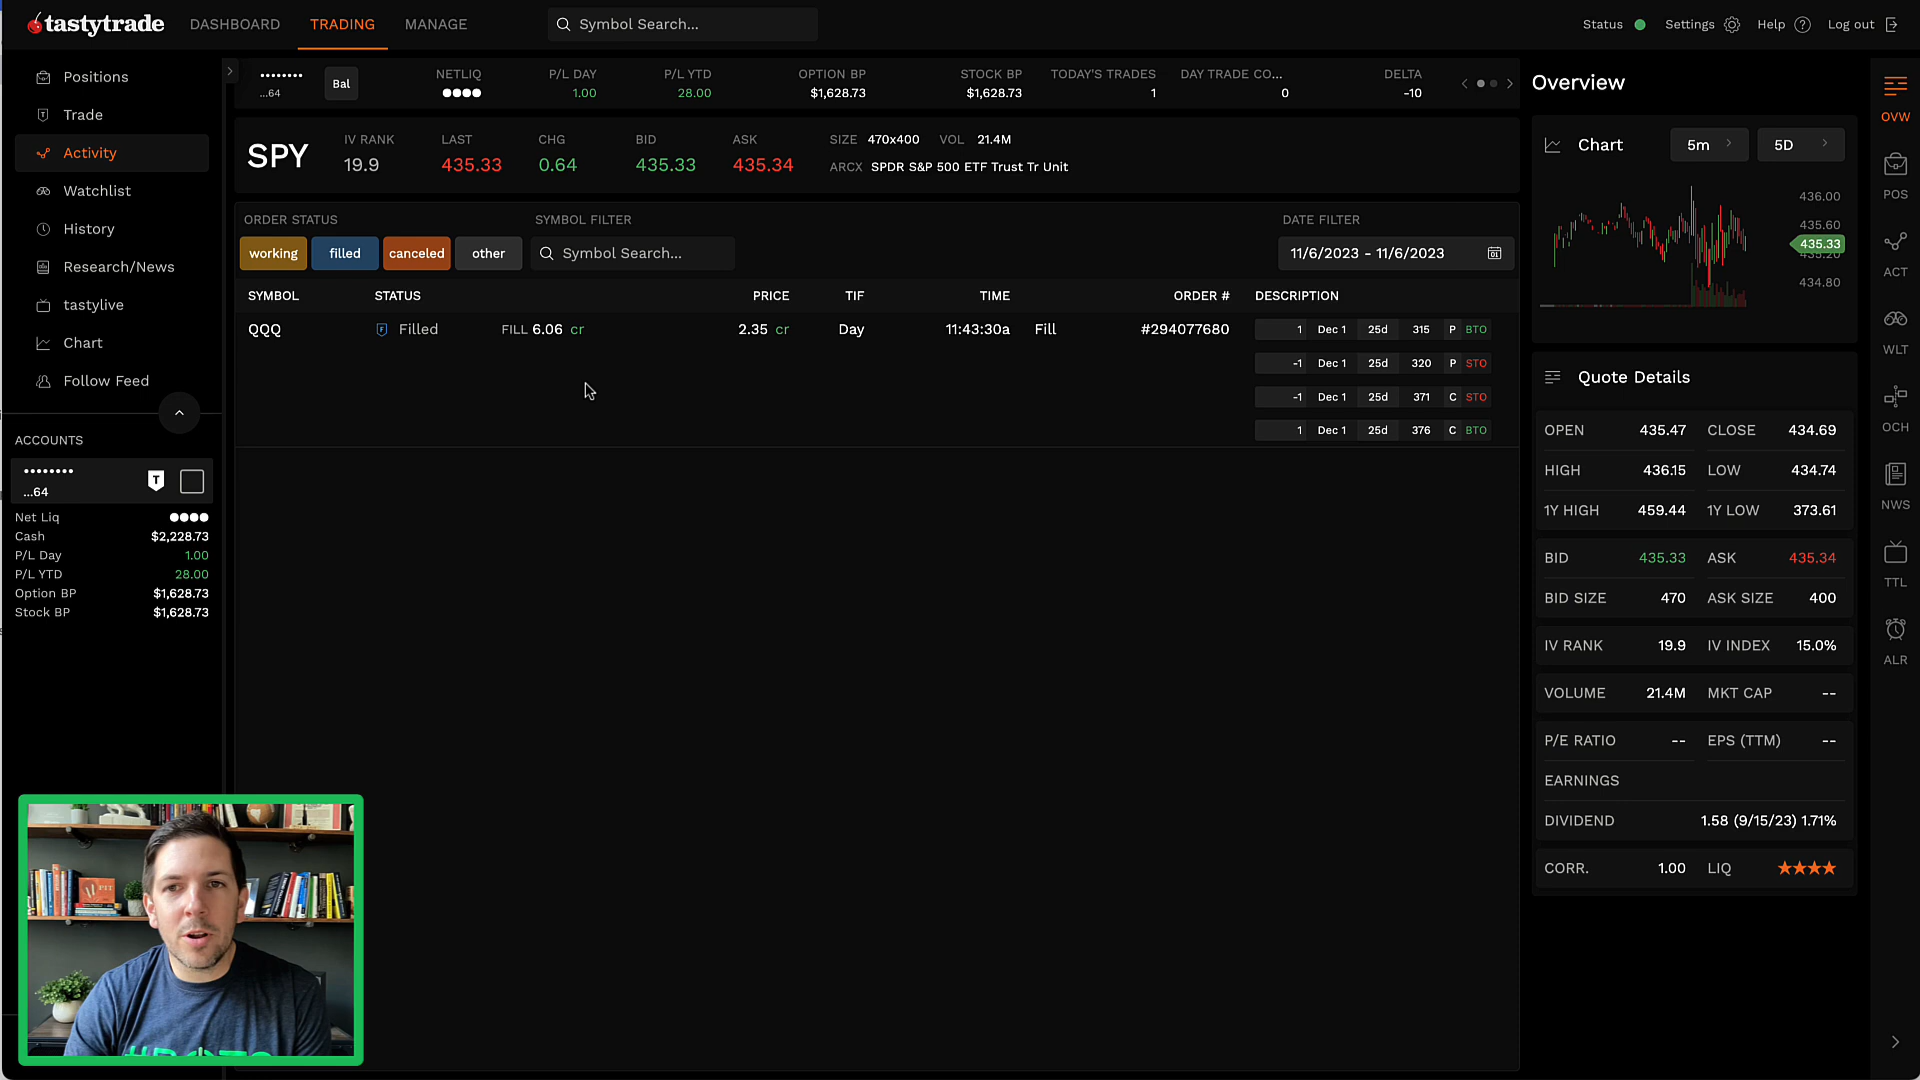 tastytrade DASHBOARD TRADING MANAGE Symbol Search... Status Settings Help Log out
Positions
Trade
Activity
Watchlist
History
Research/News
tastylive
Chart
Follow Feed
ACCOUNTS
•••••••• T
...64
Net Liq ●●●●
Cash $2,228.73
P/L Day 1.00
P/L YTD 28.00
Option BP $1,628.73
Stock BP $1,628.73
•••••••• Bal NETLIQ P/L DAY P/L YTD OPTION BP STOCK BP TODAY'S TRADES DAY TRADE CO... DELTA
...64 ●●●● 1.00 28.00 $1,628.73 $1,628.73 1 0 -10
SPY IV RANK LAST CHG BID ASK SIZE 470x400 VOL 21.4M
19.9 435.33 0.64 435.33 435.34 ARCX SPDR S&P 500 ETF Trust Tr Unit
ORDER STATUS SYMBOL FILTER DATE FILTER
working filled canceled other Symbol Search... 11/6/2023 - 11/6/2023
SYMBOL STATUS PRICE TIF TIME ORDER # DESCRIPTION
QQQ F Filled FILL 6.06 cr 2.35 cr Day 11:43:30a Fill #294077680 1 Dec 1 25d 315 P BTO
-1 Dec 1 25d 320 P STO
-1 Dec 1 25d 371 C STO
1 Dec 1 25d 376 C BTO
Overview
Chart 5m 5D
436.00
435.60
435.33
435.20
434.80
Quote Details
OPEN 435.47 CLOSE 434.69
HIGH 436.15 LOW 434.74
1Y HIGH 459.44 1Y LOW 373.61
BID 435.33 ASK 435.34
BID SIZE 470 ASK SIZE 400
IV RANK 19.9 IV INDEX 15.0%
VOLUME 21.4M MKT CAP --
P/E RATIO -- EPS (TTM) --
EARNINGS
DIVIDEND 1.58 (9/15/23) 1.71%
CORR. 1.00 LIQ ★★★★
OVW
POS
ACT
WLT
OCH
NWS
TTL
ALR